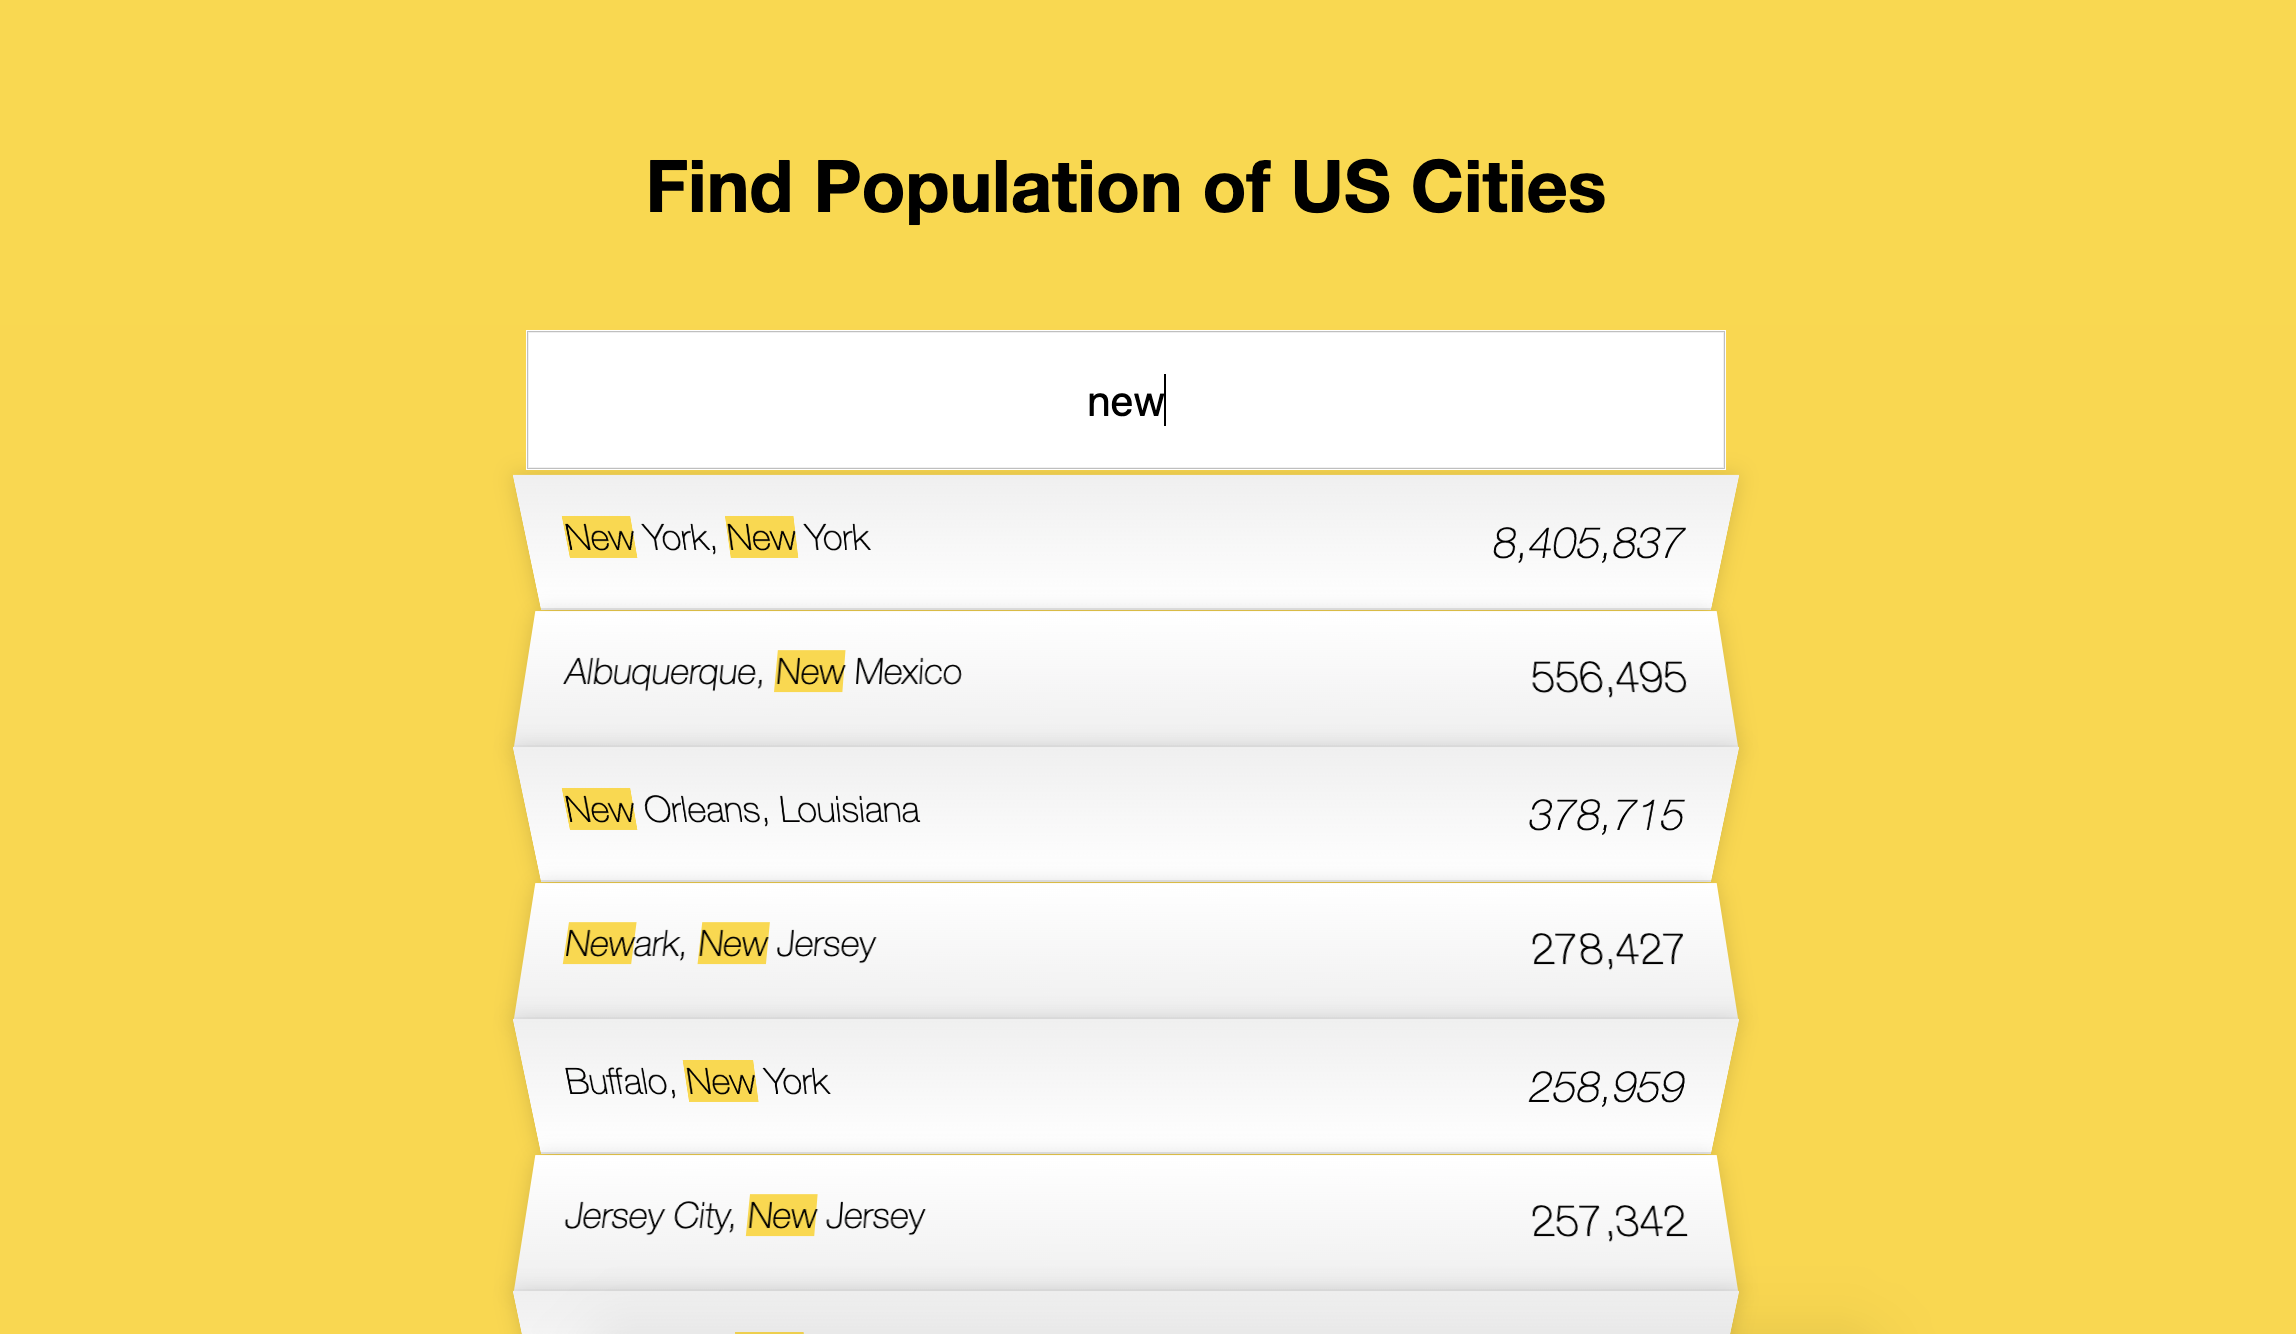 Find Population of US Cities
new
New York, New York 8,405,837
Albuquerque, New Mexico 556,495
New Orleans, Louisiana 378,715
Newark, New Jersey 278,427
Buffalo, New York 258,959
Jersey City, New Jersey 257,342